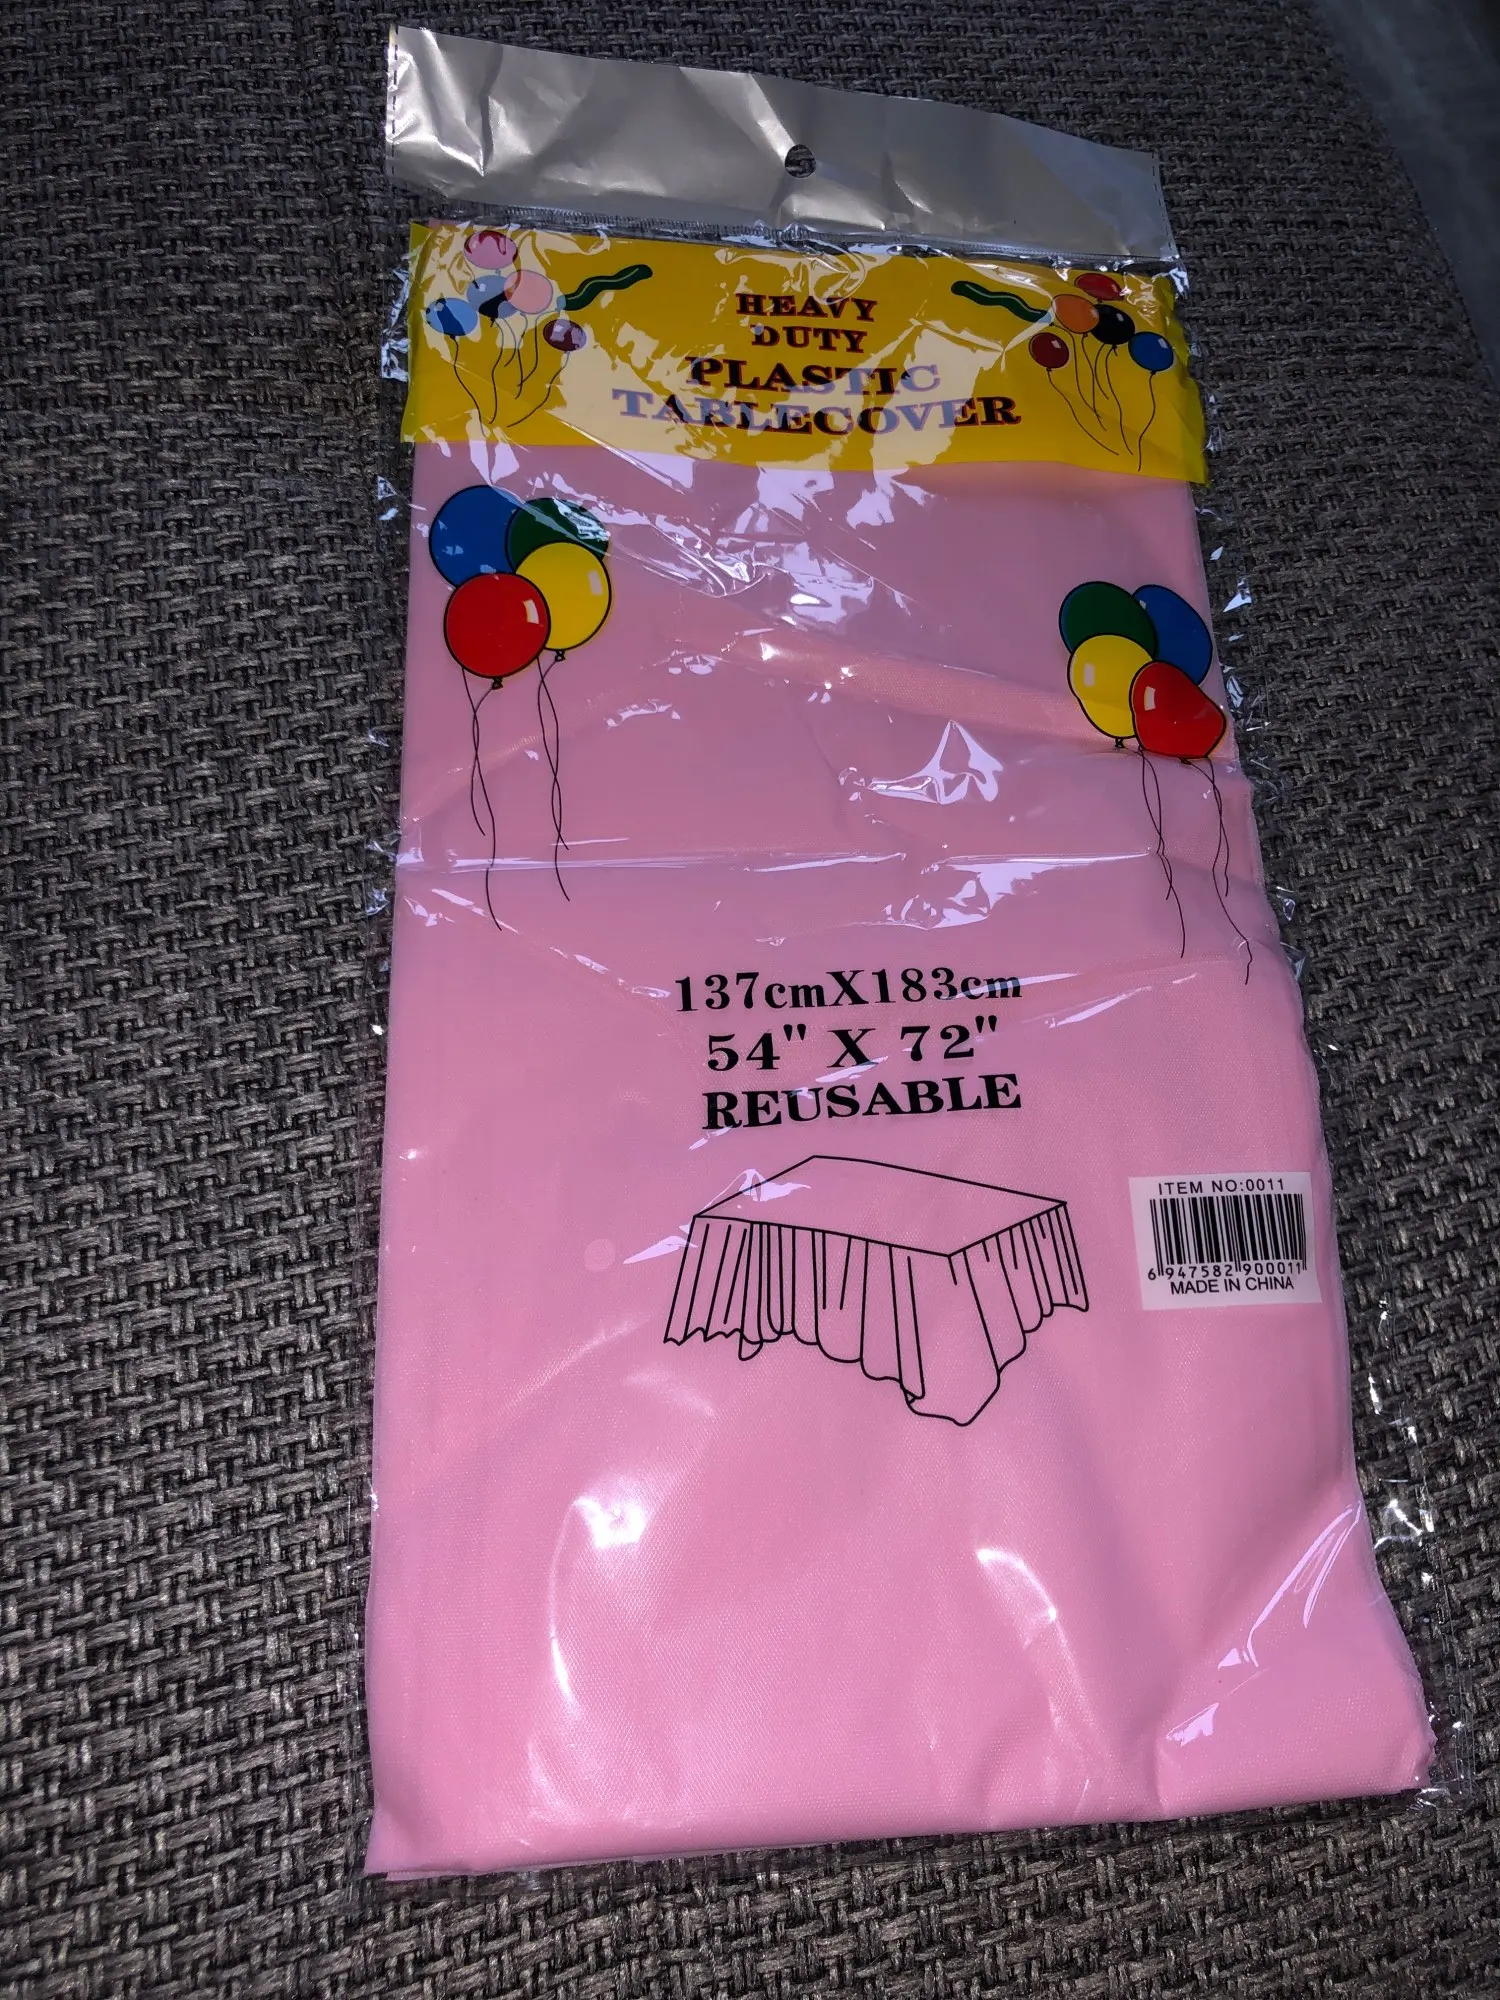 HEAVY
DUTY
PLASTIC
TABLECOVER
137cmX183cm
54" X 72"
REUSABLE
ITEM NO:0011
6 947582 900011
MADE IN CHINA